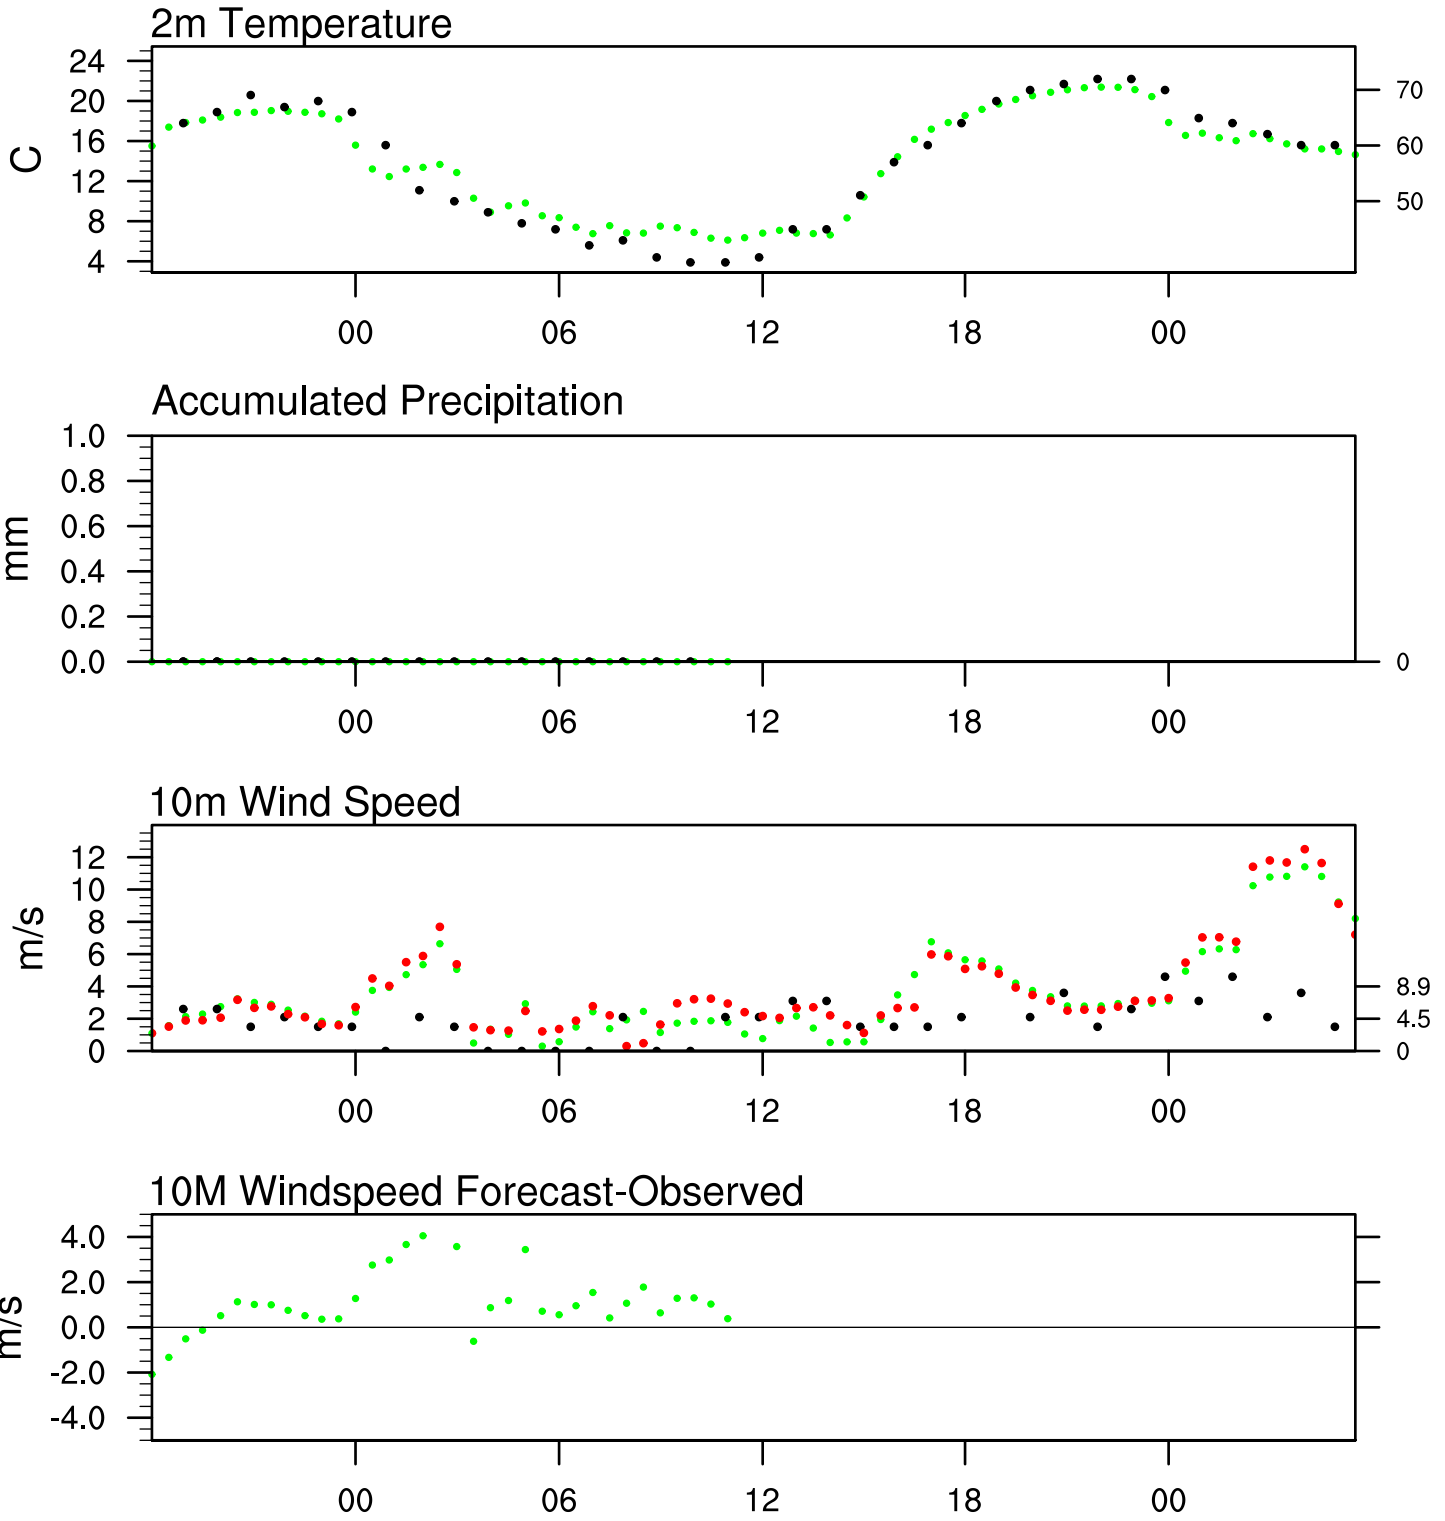 2m Temperature
24
20
16
12
8
4
C
70
60
50
00 06 12 18 00
Accumulated Precipitation
1.0
0.8
0.6
0.4
0.2
0.0
mm
0
00 06 12 18 00
10m Wind Speed
12
10
8
6
4
2
0
m/s
8.9
4.5
0
00 06 12 18 00
10M Windspeed Forecast-Observed
4.0
2.0
0.0
-2.0
-4.0
m/s
00 06 12 18 00